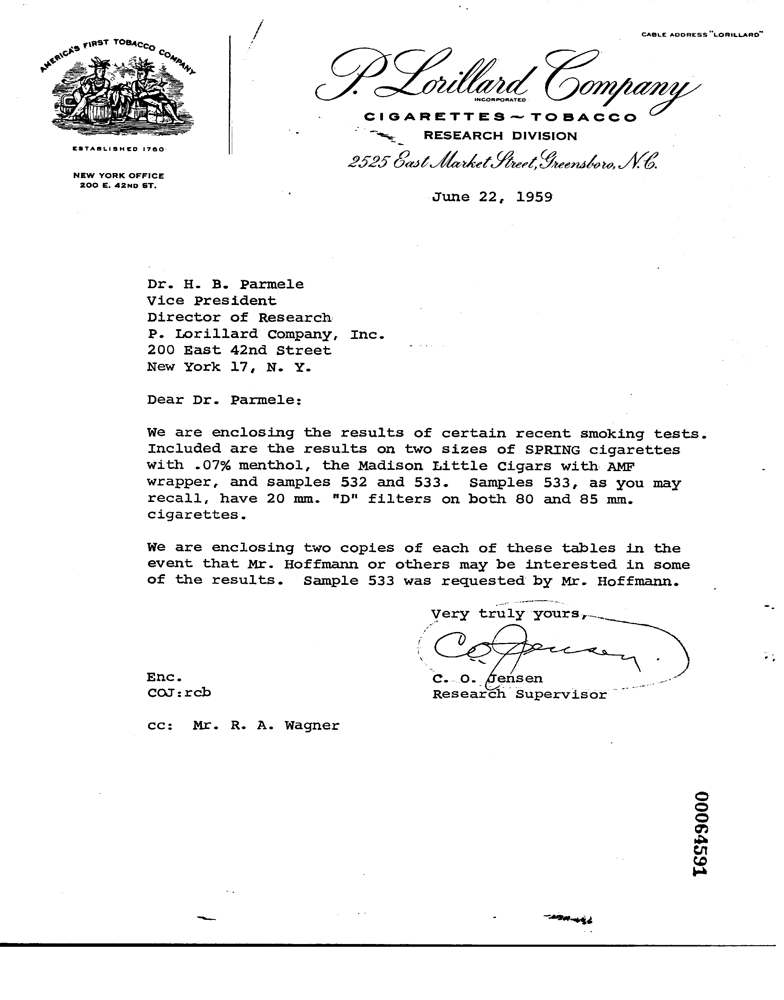 CABLE ADDRESS "LORILLARD"
AMERICA'S FIRST TOBACCO COMPANY
ESTABLISHED 1760
NEW YORK OFFICE
200 E. 42ND ST.
P. Lorillard Company
INCORPORATED
CIGARETTES ~ TOBACCO
RESEARCH DIVISION
2525 East Market Street, Greensboro, N.C.
June 22, 1959
Dr. H. B. Parmele
Vice President
Director of Research
P. Lorillard Company, Inc.
200 East 42nd Street
New York 17, N. Y.
Dear Dr. Parmele:
We are enclosing the results of certain recent smoking tests.
Included are the results on two sizes of SPRING cigarettes
with .07% menthol, the Madison Little Cigars with AMF
wrapper, and samples 532 and 533. Samples 533, as you may
recall, have 20 mm. "D" filters on both 80 and 85 mm.
cigarettes.
We are enclosing two copies of each of these tables in the
event that Mr. Hoffmann or others may be interested in some
of the results. Sample 533 was requested by Mr. Hoffmann.
Very truly yours,
C. O. Jensen
C. O. Jensen
Research Supervisor
Enc.
COJ:rcb
cc: Mr. R. A. Wagner
00064591